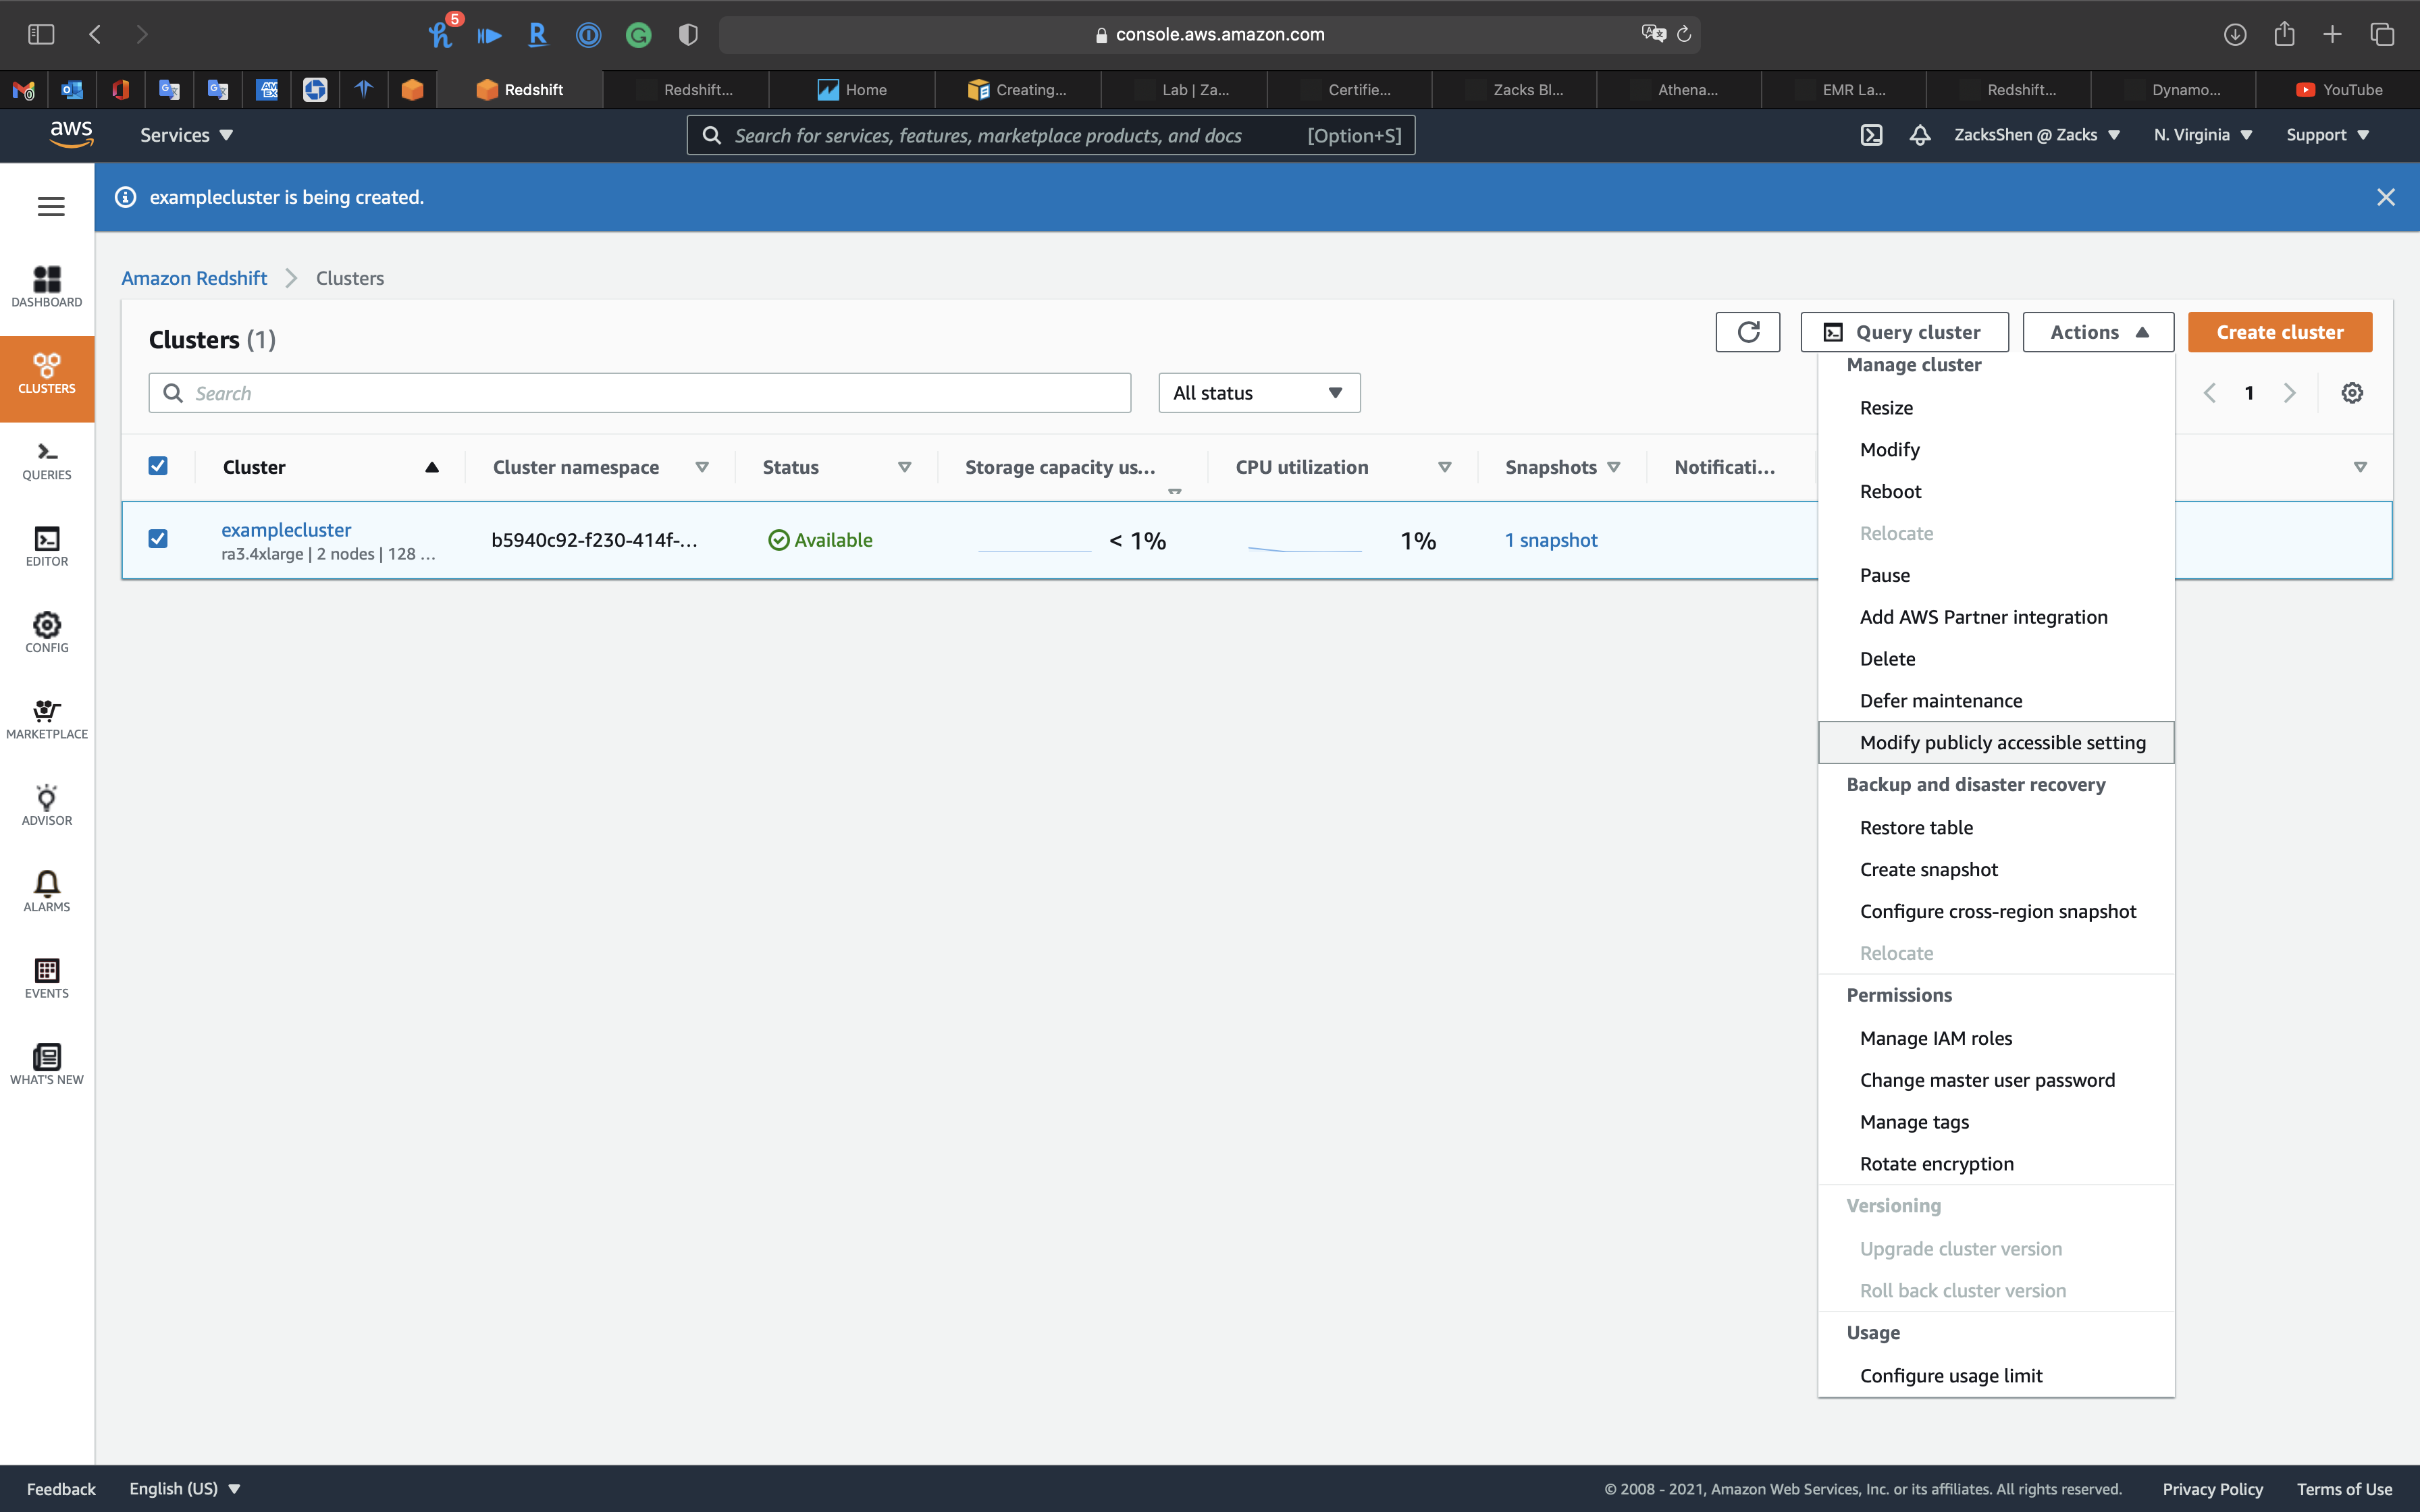 5
console.aws.amazon.com
Redshift
Redshift...
Home
Creating...
Lab | Za...
Certifie...
Zacks Bl...
Athena...
EMR La...
Redshift...
Dynamo...
YouTube
aws
Services
Search for services, features, marketplace products, and docs
[Option+S]
ZacksShen @ Zacks
N. Virginia
Support
examplecluster is being created.
DASHBOARD
CLUSTERS
QUERIES
EDITOR
CONFIG
MARKETPLACE
ADVISOR
ALARMS
EVENTS
WHAT'S NEW
Amazon Redshift
Clusters
Clusters (1)
Query cluster
Actions
Create cluster
Search
All status
1
Cluster
Cluster namespace
Status
Storage capacity us...
CPU utilization
Snapshots
Notificati...
examplecluster
ra3.4xlarge | 2 nodes | 128 ...
b5940c92-f230-414f-...
Available
< 1%
1%
1 snapshot
Manage cluster
Resize
Modify
Reboot
Relocate
Pause
Add AWS Partner integration
Delete
Defer maintenance
Modify publicly accessible setting
Backup and disaster recovery
Restore table
Create snapshot
Configure cross-region snapshot
Relocate
Permissions
Manage IAM roles
Change master user password
Manage tags
Rotate encryption
Versioning
Upgrade cluster version
Roll back cluster version
Usage
Configure usage limit
Feedback
English (US)
© 2008 - 2021, Amazon Web Services, Inc. or its affiliates. All rights reserved.
Privacy Policy
Terms of Use